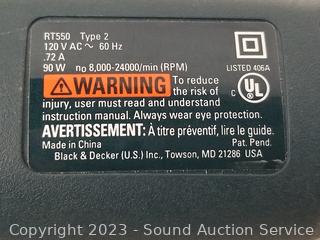 RT550 Type 2
120 V AC ~ 60 Hz
.72 A
90 W n₀ 8,000-24000/min (RPM)
LISTED 406A
C UL
⚠WARNING To reduce
the risk of
injury, user must read and understand
instruction manual. Always wear eye protection.
AVERTISSEMENT: À titre préventif, lire le guide.
Made in China
Pat. Pend.
Black & Decker (U.S.) Inc., Towson, MD 21286 USA
Copyright 2023 - Sound Auction Service